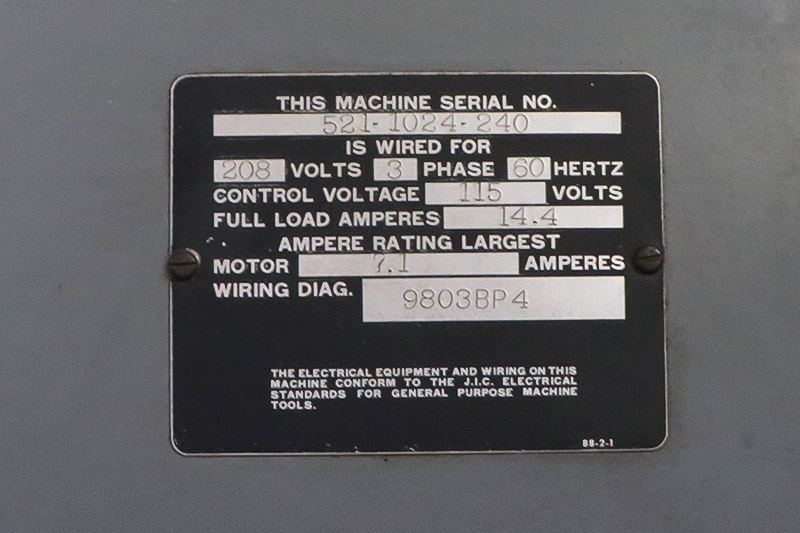 THIS MACHINE SERIAL NO.
521-1024-240
IS WIRED FOR
208 VOLTS 3 PHASE 60 HERTZ
CONTROL VOLTAGE 115 VOLTS
FULL LOAD AMPERES 14.4
AMPERE RATING LARGEST
MOTOR 7.1 AMPERES
WIRING DIAG. 9803BP4
THE ELECTRICAL EQUIPMENT AND WIRING ON THIS
MACHINE CONFORM TO THE J.I.C. ELECTRICAL
STANDARDS FOR GENERAL PURPOSE MACHINE
TOOLS.
88-2-1